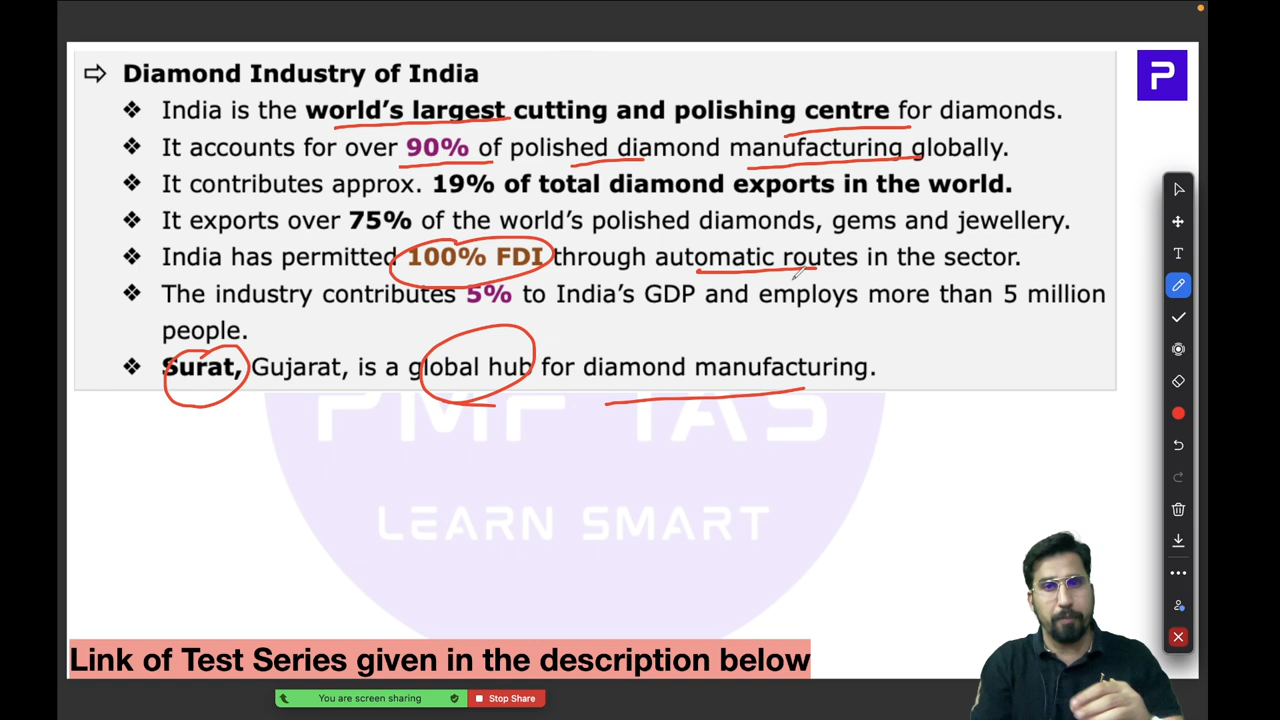 ⇨ Diamond Industry of India
❖ India is the world's largest cutting and polishing centre for diamonds.
❖ It accounts for over 90% of polished diamond manufacturing globally.
❖ It contributes approx. 19% of total diamond exports in the world.
❖ It exports over 75% of the world's polished diamonds, gems and jewellery.
❖ India has permitted 100% FDI through automatic routes in the sector.
❖ The industry contributes 5% to India's GDP and employs more than 5 million
people.
❖ Surat, Gujarat, is a global hub for diamond manufacturing.
P
T
PMF IAS
LEARN SMART
Link of Test Series given in the description below
You are screen sharing
Stop Share